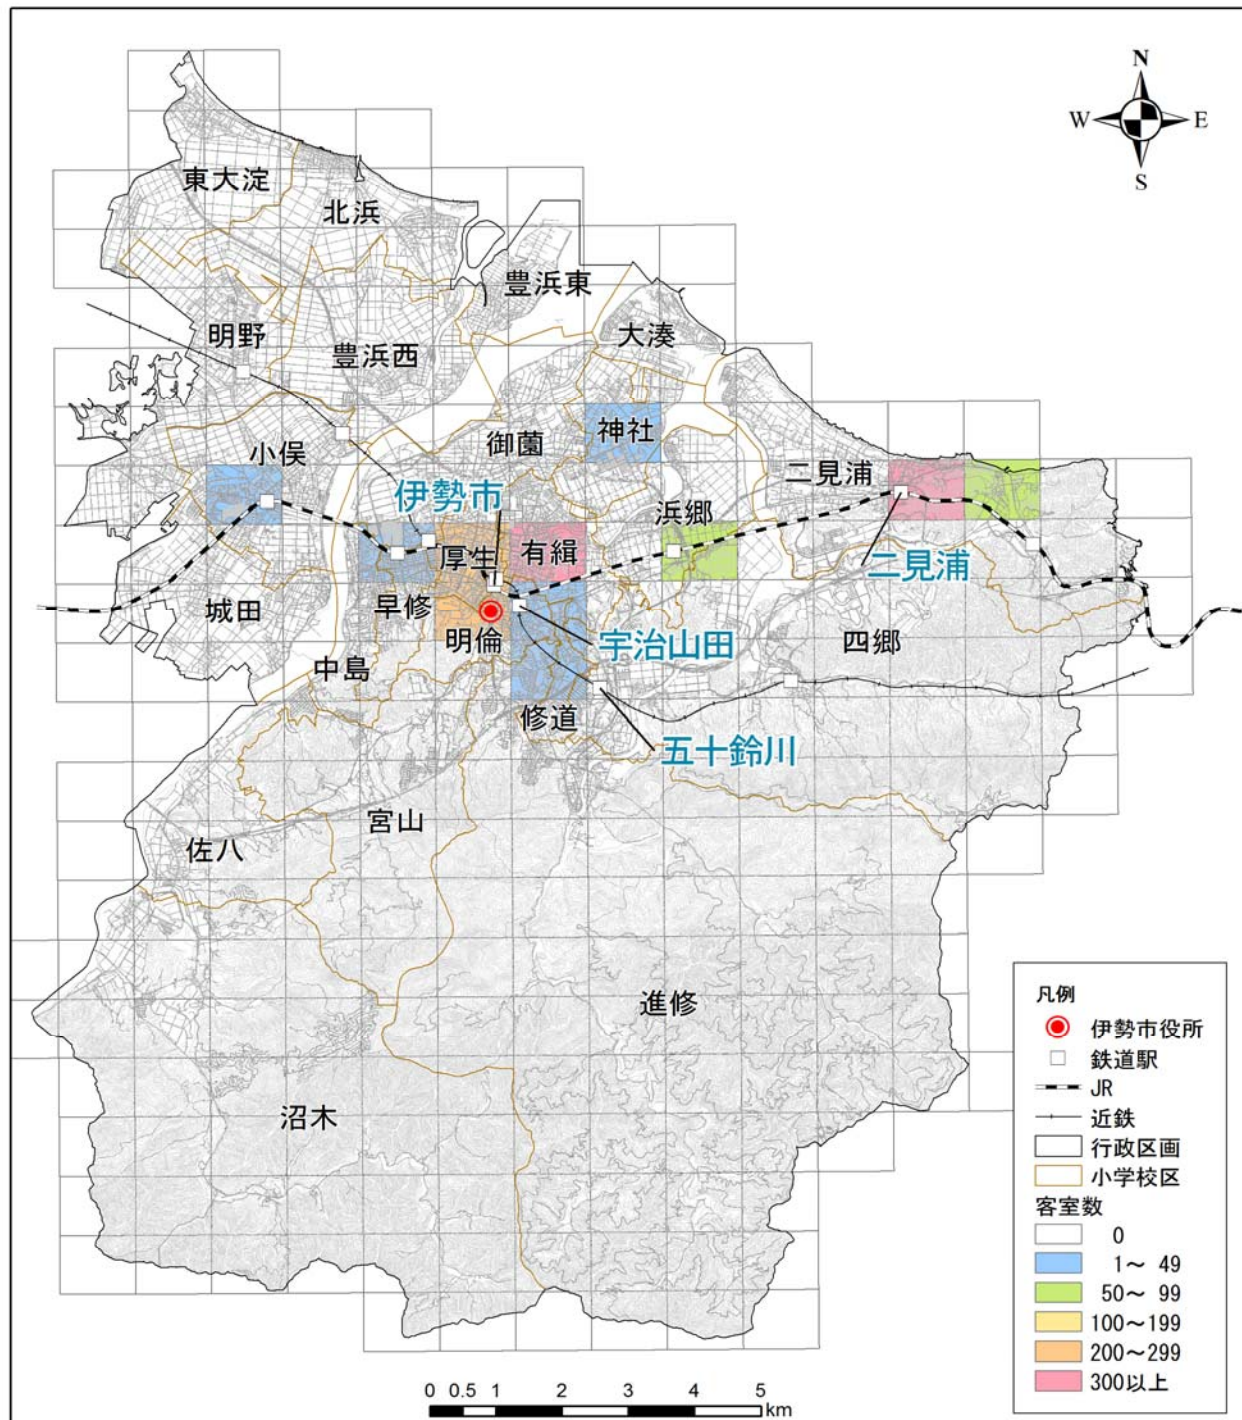 N
W
E
S
東大淀
北浜
豊浜東
大湊
明野
豊浜西
神社
御薗
小俣
二見浦
伊勢市
浜郷
有緝
厚生
二見浦
早修
城田
明倫
宇治山田
四郷
中島
修道
五十鈴川
宮山
佐八
進修
沼木
凡例
伊勢市役所
鉄道駅
JR
近鉄
行政区画
小学校区
客室数
0
1～ 49
50～ 99
100～199
200～299
300以上
0 0.5 1 2 3 4 5
km